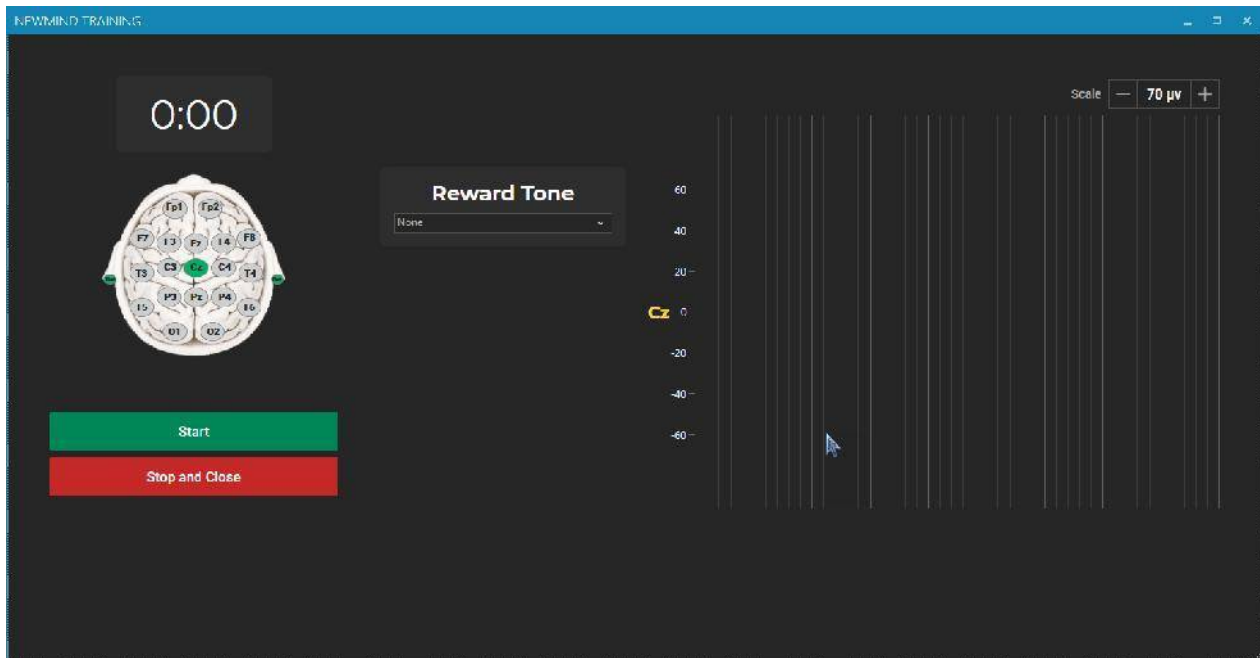 NEWMIND TRAINING
Scale
70 µv
0:00
Reward Tone
None
Fp1 Fp2
F7 F3 Fz F4 F8
T3 C3 Cz C4 T4
T5 P3 Pz P4 T6
O1 O2
60
40
20
Cz 0
-20
-40
-60
Start
Stop and Close